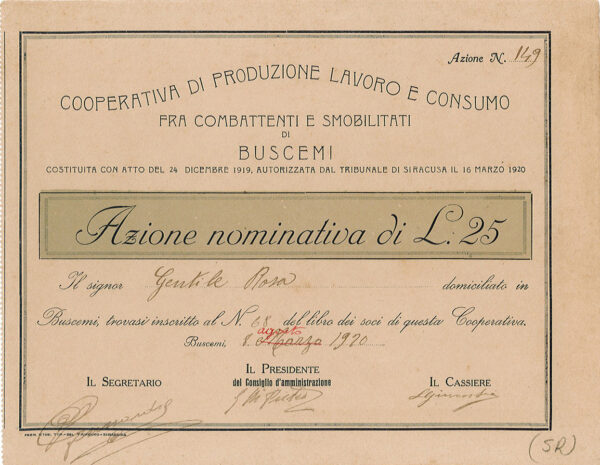 Azione N. 149
COOPERATIVA DI PRODUZIONE LAVORO E CONSUMO
FRA COMBATTENTI E SMOBILITATI
DI
BUSCEMI
COSTITUITA CON ATTO DEL 24 DICEMBRE 1919, AUTORIZZATA DAL TRIBUNALE DI SIRACUSA IL 16 MARZO 1920
Azione nominativa di L. 25
Il signor Gentile Rosa domiciliato in
Buscemi, trovasi inscritto al N. 68 del libro dei soci di questa Cooperativa.
agosto
Buscemi, 8 Marzo 1920
IL SEGRETARIO
IL PRESIDENTE
del Consiglio d'amministrazione
IL CASSIERE
(SR)